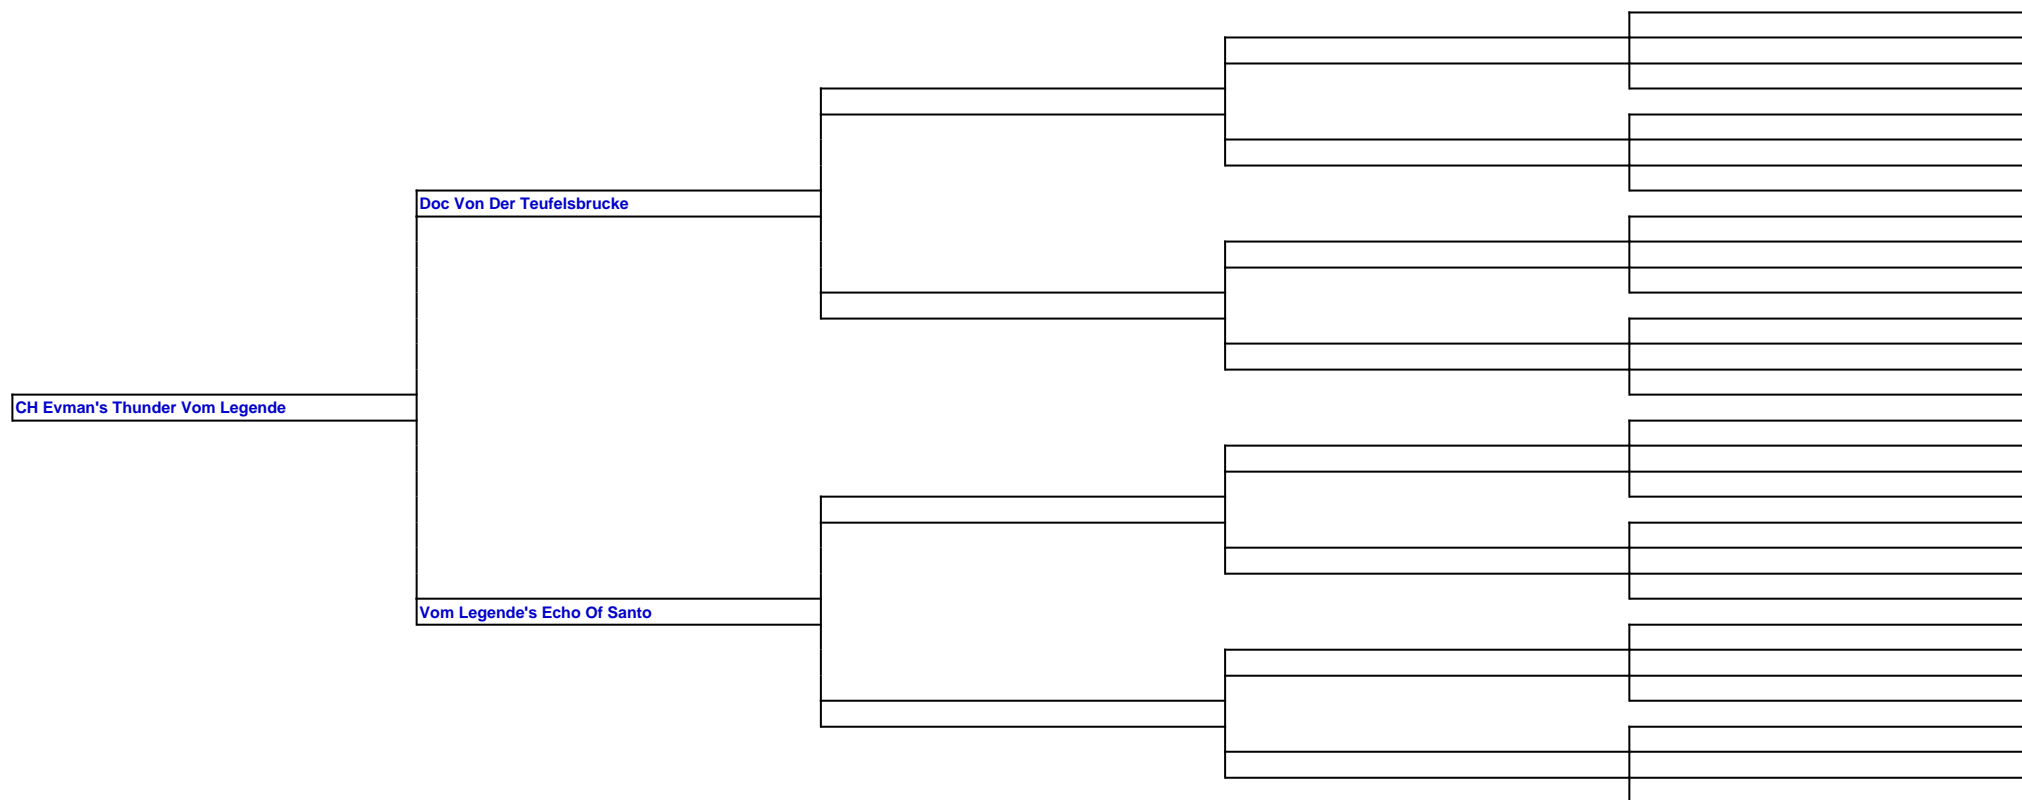 Doc Von Der Teufelsbrucke
CH Evman's Thunder Vom Legende
Vom Legende's Echo Of Santo